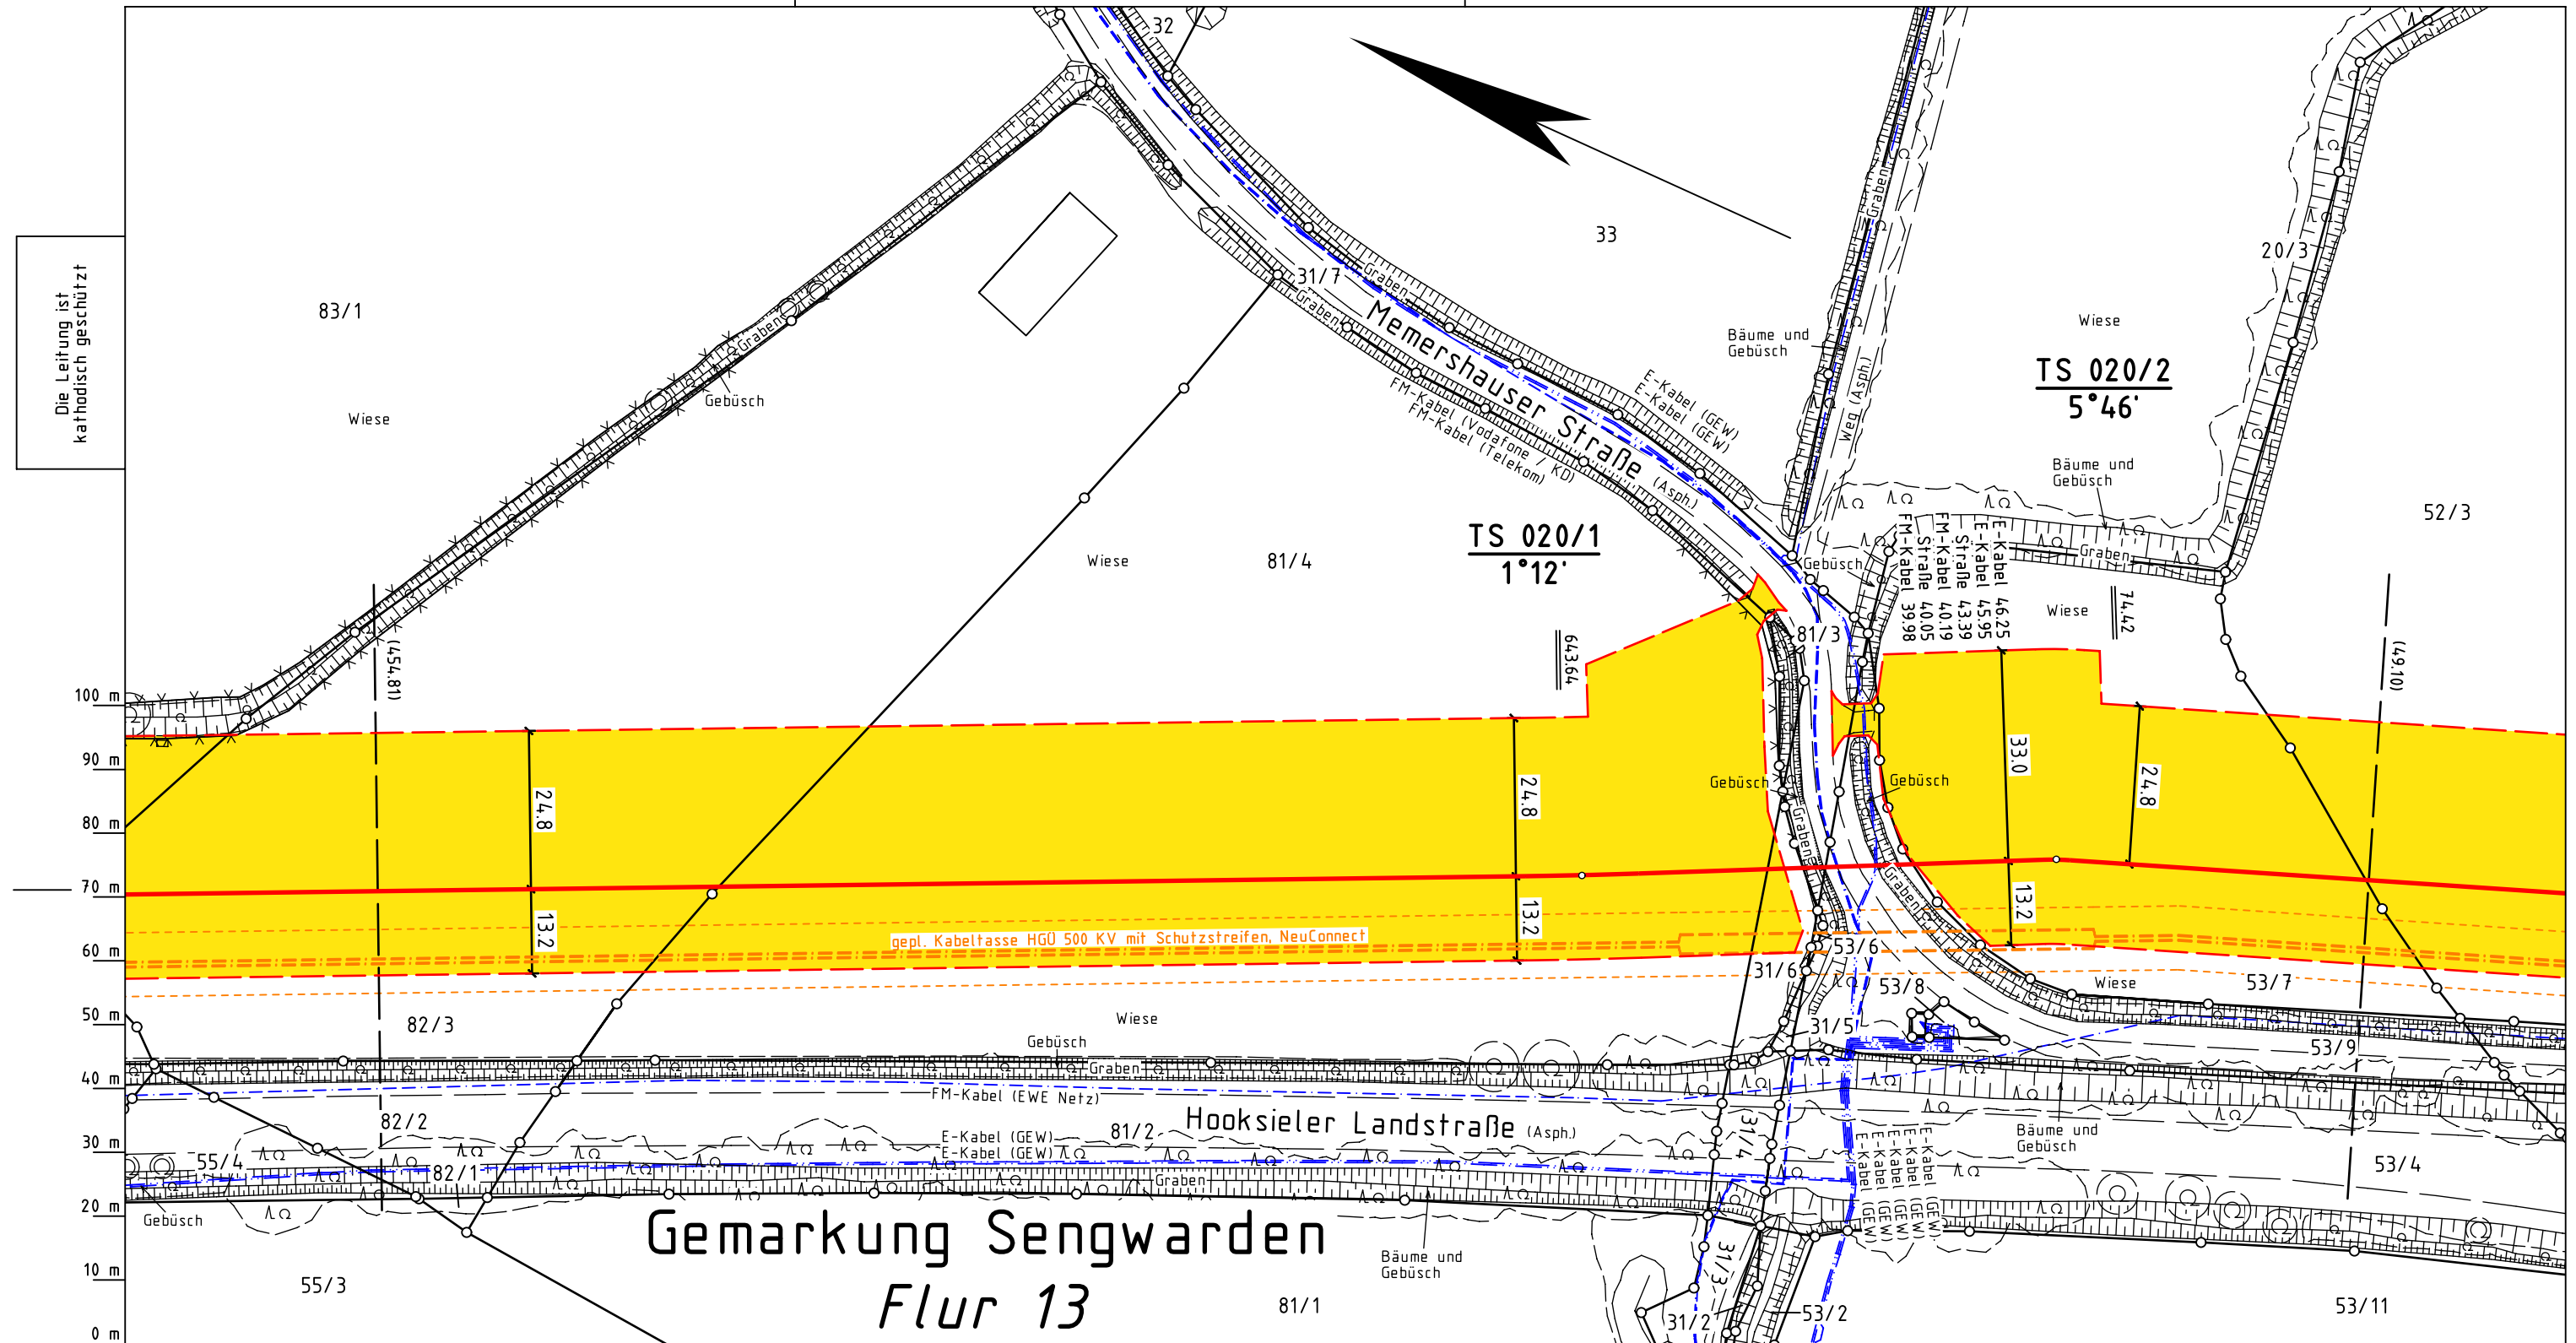 32
33
31/7
83/1
20/3
Die Leitung ist
kathodisch geschützt
Graben
Graben
Graben
Graben
Memershauser Straße
(Asph.)
Bäume und
Gebüsch
Wiese
TS 020/2
5°46'
Weg (Asph.)
Gebüsch
Wiese
E-Kabel (GEW)
E-Kabel (GEW)
FM-Kabel (Vodafone / KD)
FM-Kabel (Telekom)
Bäume und
Gebüsch
52/3
TS 020/1
1°12'
Wiese
81/4
Gebüsch
Graben
E-Kabel 46.25
E-Kabel 45.95
Straße 43.39
FM-Kabel 40.19
Straße 40.05
FM-Kabel 39.98
Wiese
74.42
81/3
643.64
(454.81)
(49.10)
100 m
90 m
80 m
70 m
60 m
50 m
40 m
30 m
20 m
10 m
0 m
24.8
24.8
33.0
24.8
13.2
13.2
13.2
Gebüsch
Gebüsch
Graben
Graben
gepl. Kabeltasse HGÜ 500 KV mit Schutzstreifen, NeuConnect
53/6
31/6
53/8
Wiese
53/7
82/3
Wiese
31/5
Gebüsch
53/9
Graben
FM-Kabel (EWE Netz)
82/2
81/2
Hooksieler Landstraße (Asph.)
E-Kabel (GEW)
E-Kabel (GEW)
31/4
Bäume und
Gebüsch
E-Kabel (GEW)
E-Kabel (GEW)
E-Kabel (GEW)
E-Kabel (GEW)
E-Kabel (GEW)
55/4
82/1
53/4
Graben
Gebüsch
Gemarkung Sengwarden
Flur 13
Bäume und
Gebüsch
31/3
55/3
81/1
31/2
53/2
53/11